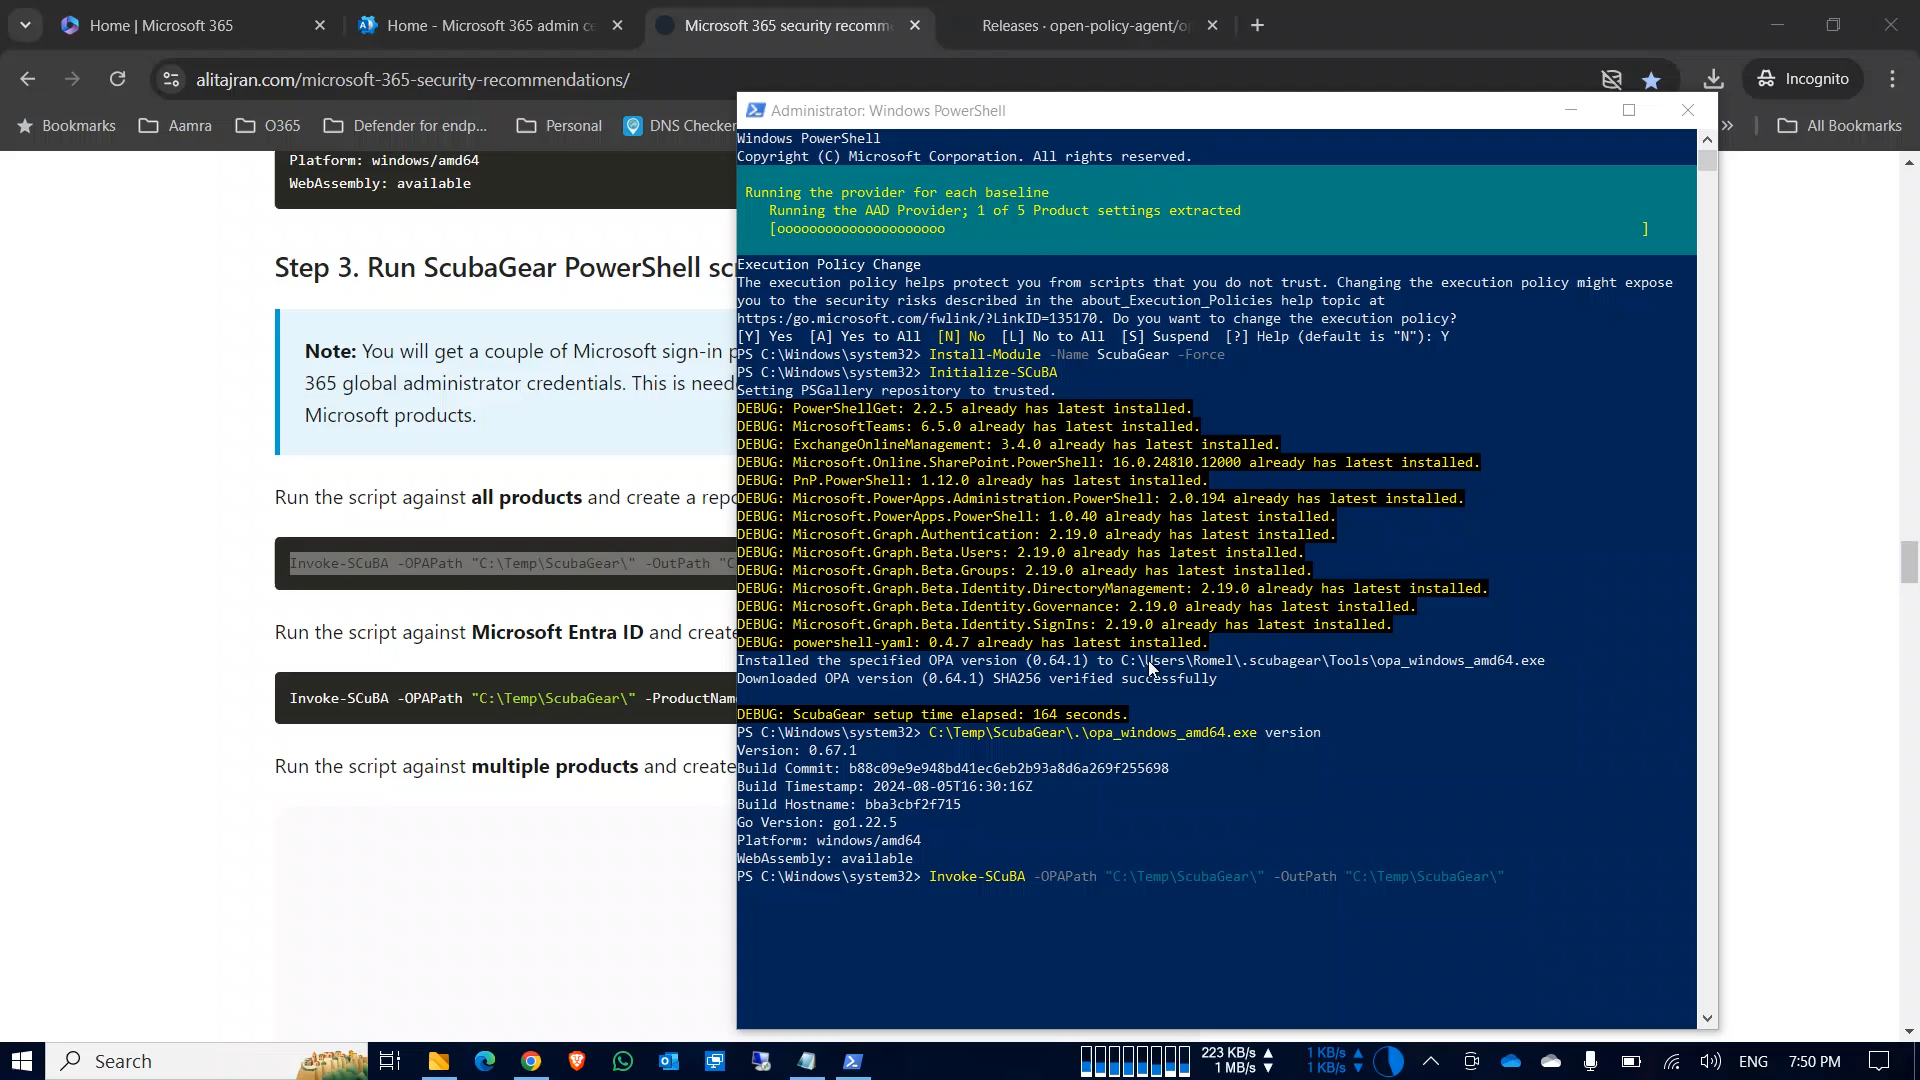 Home | Microsoft 365
Home - Microsoft 365 admin ce
Microsoft 365 security recomm
Releases · open-policy-agent/o
alitajran.com/microsoft-365-security-recommendations/
Incognito
Bookmarks
Aamra
O365
Defender for endp...
Personal
DNS Checker
All Bookmarks
Platform: windows/amd64
WebAssembly: available
Step 3. Run ScubaGear PowerShell sc
Note: You will get a couple of Microsoft sign-in p
365 global administrator credentials. This is need
Microsoft products.
Run the script against all products and create a repo
Invoke-SCuBA -OPAPath "C:\Temp\ScubaGear\" -OutPath "C
Run the script against Microsoft Entra ID and create
Invoke-SCuBA -OPAPath "C:\Temp\ScubaGear\" -ProductName
Run the script against multiple products and create
Administrator: Windows PowerShell
Windows PowerShell
Copyright (C) Microsoft Corporation. All rights reserved.
Running the provider for each baseline
Running the AAD Provider; 1 of 5 Product settings extracted
[ooooooooooooooooooooo ]
Execution Policy Change
The execution policy helps protect you from scripts that you do not trust. Changing the execution policy might expose
you to the security risks described in the about_Execution_Policies help topic at
https:/go.microsoft.com/fwlink/?LinkID=135170. Do you want to change the execution policy?
[Y] Yes [A] Yes to All [N] No [L] No to All [S] Suspend [?] Help (default is "N"): Y
PS C:\Windows\system32> Install-Module -Name ScubaGear -Force
PS C:\Windows\system32> Initialize-SCuBA
Setting PSGallery repository to trusted.
DEBUG: PowerShellGet: 2.2.5 already has latest installed.
DEBUG: MicrosoftTeams: 6.5.0 already has latest installed.
DEBUG: ExchangeOnlineManagement: 3.4.0 already has latest installed.
DEBUG: Microsoft.Online.SharePoint.PowerShell: 16.0.24810.12000 already has latest installed.
DEBUG: PnP.PowerShell: 1.12.0 already has latest installed.
DEBUG: Microsoft.PowerApps.Administration.PowerShell: 2.0.194 already has latest installed.
DEBUG: Microsoft.PowerApps.PowerShell: 1.0.40 already has latest installed.
DEBUG: Microsoft.Graph.Authentication: 2.19.0 already has latest installed.
DEBUG: Microsoft.Graph.Beta.Users: 2.19.0 already has latest installed.
DEBUG: Microsoft.Graph.Beta.Groups: 2.19.0 already has latest installed.
DEBUG: Microsoft.Graph.Beta.Identity.DirectoryManagement: 2.19.0 already has latest installed.
DEBUG: Microsoft.Graph.Beta.Identity.Governance: 2.19.0 already has latest installed.
DEBUG: Microsoft.Graph.Beta.Identity.SignIns: 2.19.0 already has latest installed.
DEBUG: powershell-yaml: 0.4.7 already has latest installed.
Installed the specified OPA version (0.64.1) to C:\Users\Romel\.scubagear\Tools\opa_windows_amd64.exe
Downloaded OPA version (0.64.1) SHA256 verified successfully
DEBUG: ScubaGear setup time elapsed: 164 seconds.
PS C:\Windows\system32> C:\Temp\ScubaGear\.\opa_windows_amd64.exe version
Version: 0.67.1
Build Commit: b88c09e9e948bd41ec6eb2b93a8d6a269f255698
Build Timestamp: 2024-08-05T16:30:16Z
Build Hostname: bba3cbf2f715
Go Version: go1.22.5
Platform: windows/amd64
WebAssembly: available
PS C:\Windows\system32> Invoke-SCuBA -OPAPath "C:\Temp\ScubaGear\" -OutPath "C:\Temp\ScubaGear\"
Search
223 KB/s
1 MB/s
1 KB/s
1 KB/s
ENG
7:50 PM